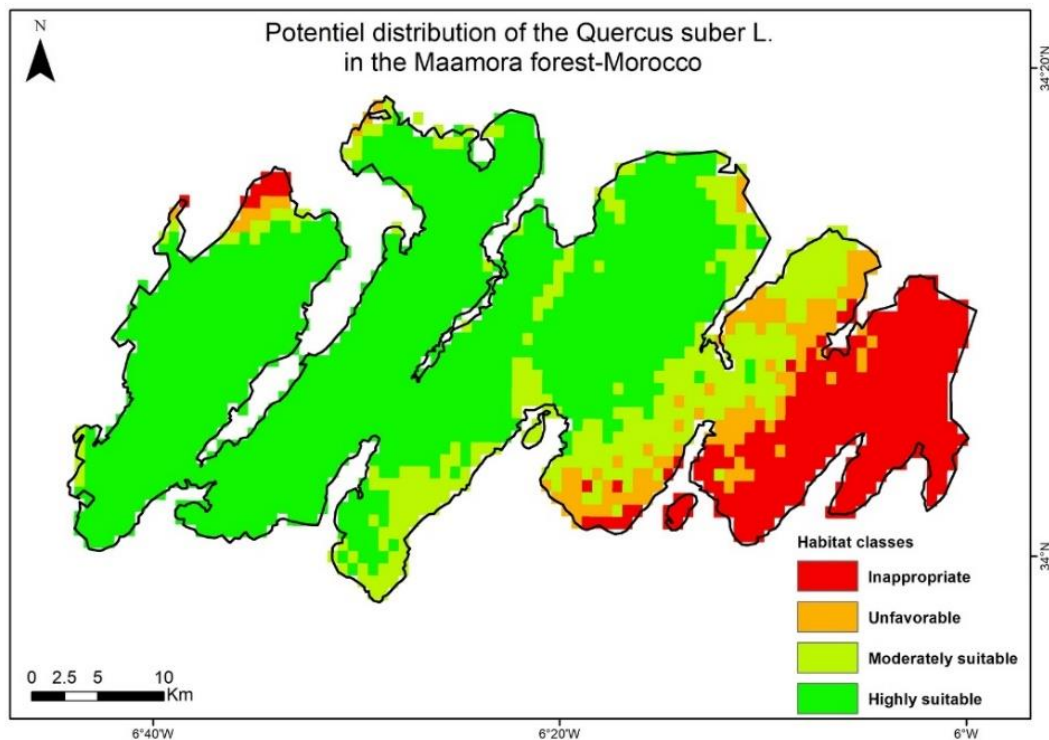 N
Potentiel distribution of the Quercus suber L.
in the Maamora forest-Morocco
34°20'N
34°N
Habitat classes
Inappropriate
Unfavorable
Moderately suitable
Highly suitable
0 2.5 5 10
Km
6°40'W
6°20'W
6°W